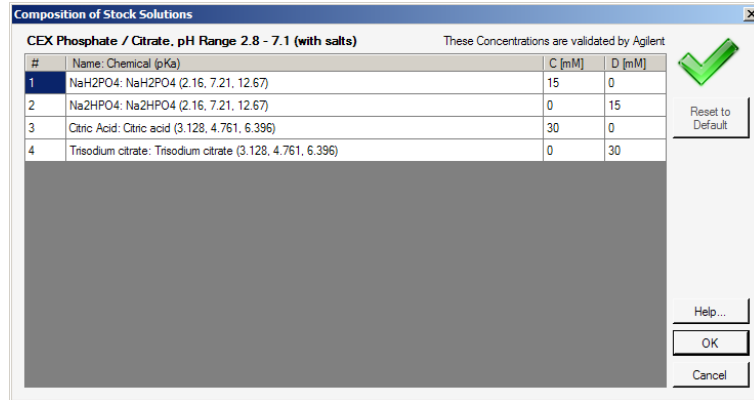 Composition of Stock Solutions
CEX Phosphate / Citrate, pH Range 2.8 - 7.1 (with salts) These Concentrations are validated by Agilent
# Name: Chemical (pKa) C [mM] D [mM]
1 NaH2PO4: NaH2PO4 (2.16, 7.21, 12.67) 15 0
2 Na2HPO4: Na2HPO4 (2.16, 7.21, 12.67) 0 15
3 Citric Acid: Citric acid (3.128, 4.761, 6.396) 30 0
4 Trisodium citrate: Trisodium citrate (3.128, 4.761, 6.396) 0 30
Reset to
Default
Help...
OK
Cancel